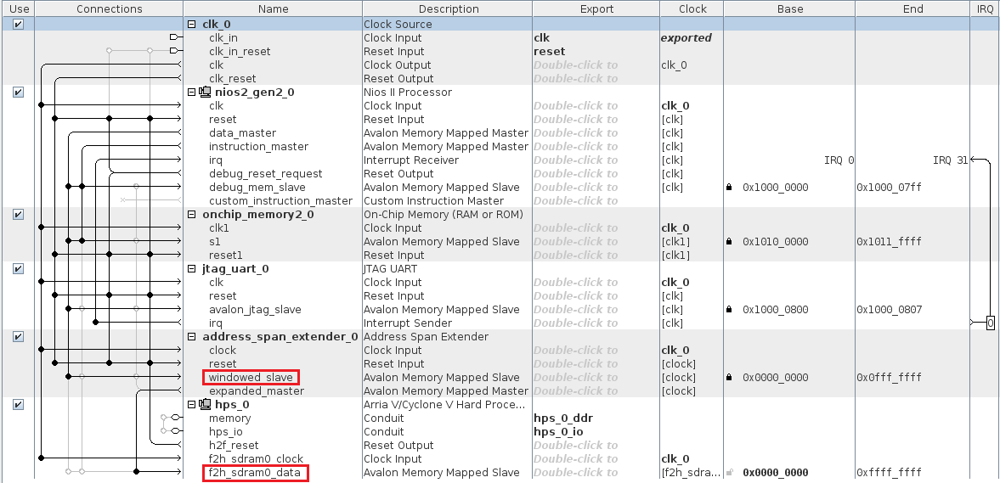 Use Connections Name Description Export Clock Base End IRQ
clk_0 Clock Source
clk_in Clock Input clk exported
clk_in_reset Reset Input reset
clk Clock Output Double-click to clk_0
clk_reset Reset Output Double-click to
nios2_gen2_0 Nios II Processor
clk Clock Input Double-click to clk_0
reset Reset Input Double-click to [clk]
data_master Avalon Memory Mapped Master Double-click to [clk]
instruction_master Avalon Memory Mapped Master Double-click to [clk]
irq Interrupt Receiver Double-click to [clk] IRQ 0 IRQ 31
debug_reset_request Reset Output Double-click to [clk]
debug_mem_slave Avalon Memory Mapped Slave Double-click to [clk] 0x1000_0000 0x1000_07ff
custom_instruction_master Custom Instruction Master Double-click to
onchip_memory2_0 On-Chip Memory (RAM or ROM)
clk1 Clock Input Double-click to clk_0
s1 Avalon Memory Mapped Slave Double-click to [clk1] 0x1010_0000 0x1011_ffff
reset1 Reset Input Double-click to [clk1]
jtag_uart_0 JTAG UART
clk Clock Input Double-click to clk_0
reset Reset Input Double-click to [clk]
avalon_jtag_slave Avalon Memory Mapped Slave Double-click to [clk] 0x1000_0800 0x1000_0807
irq Interrupt Sender Double-click to [clk] 0
address_span_extender_0 Address Span Extender
clock Clock Input Double-click to clk_0
reset Reset Input Double-click to [clock]
windowed_slave Avalon Memory Mapped Slave Double-click to [clock] 0x0000_0000 0x0fff_ffff
expanded_master Avalon Memory Mapped Master Double-click to [clock]
hps_0 Arria V/Cyclone V Hard Proce...
memory Conduit hps_0_ddr
hps_io Conduit hps_0_io
h2f_reset Reset Output Double-click to
f2h_sdram0_clock Clock Input Double-click to clk_0
f2h_sdram0_data Avalon Memory Mapped Slave Double-click to [f2h_sdra... 0x0000_0000 0xffff_ffff